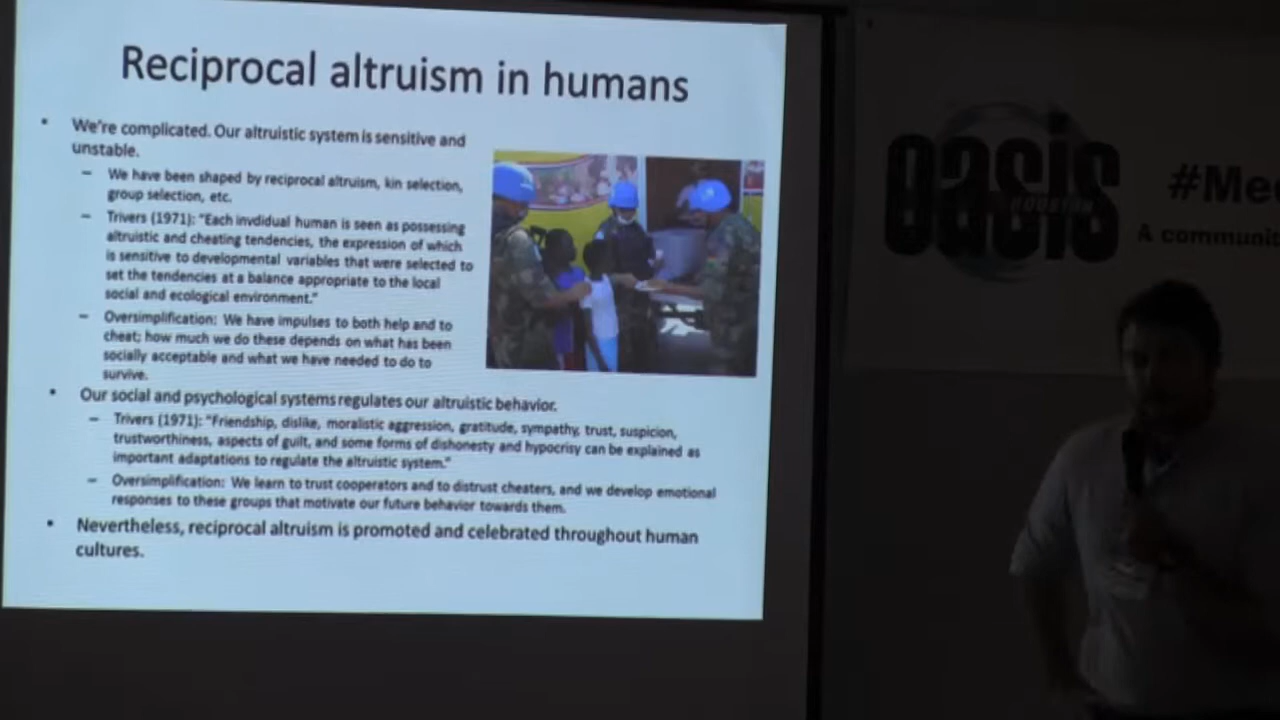 Reciprocal altruism in humans
• We're complicated. Our altruistic system is sensitive and
unstable.
– We have been shaped by reciprocal altruism, kin selection,
group selection, etc.
– Trivers (1971): "Each invdidual human is seen as possessing
altruistic and cheating tendencies, the expression of which
is sensitive to developmental variables that were selected to
set the tendencies at a balance appropriate to the local
social and ecological environment."
– Oversimplification: We have impulses to both help and to
cheat; how much we do these depends on what has been
socially acceptable and what we have needed to do to
survive.
• Our social and psychological systems regulates our altruistic behavior.
– Trivers (1971): "Friendship, dislike, moralistic aggression, gratitude, sympathy, trust, suspicion,
trustworthiness, aspects of guilt, and some forms of dishonesty and hypocrisy can be explained as
important adaptations to regulate the altruistic system."
– Oversimplification: We learn to trust cooperators and to distrust cheaters, and we develop emotional
responses to these groups that motivate our future behavior towards them.
• Nevertheless, reciprocal altruism is promoted and celebrated throughout human
cultures.
oasis
HOUSTON
#Me
A communit